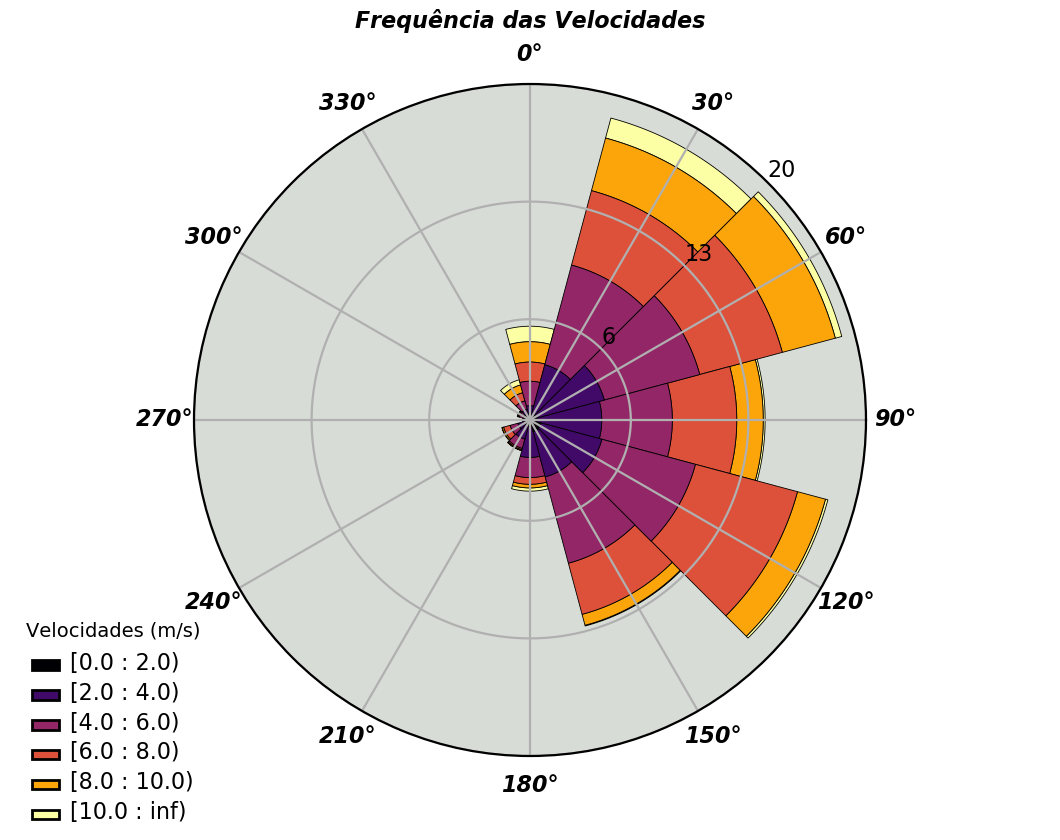 Frequência das Velocidades
0°
330°
30°
20
300°
60°
13
6
270°
90°
240°
120°
210°
150°
180°
Velocidades (m/s)
[0.0 : 2.0)
[2.0 : 4.0)
[4.0 : 6.0)
[6.0 : 8.0)
[8.0 : 10.0)
[10.0 : inf)